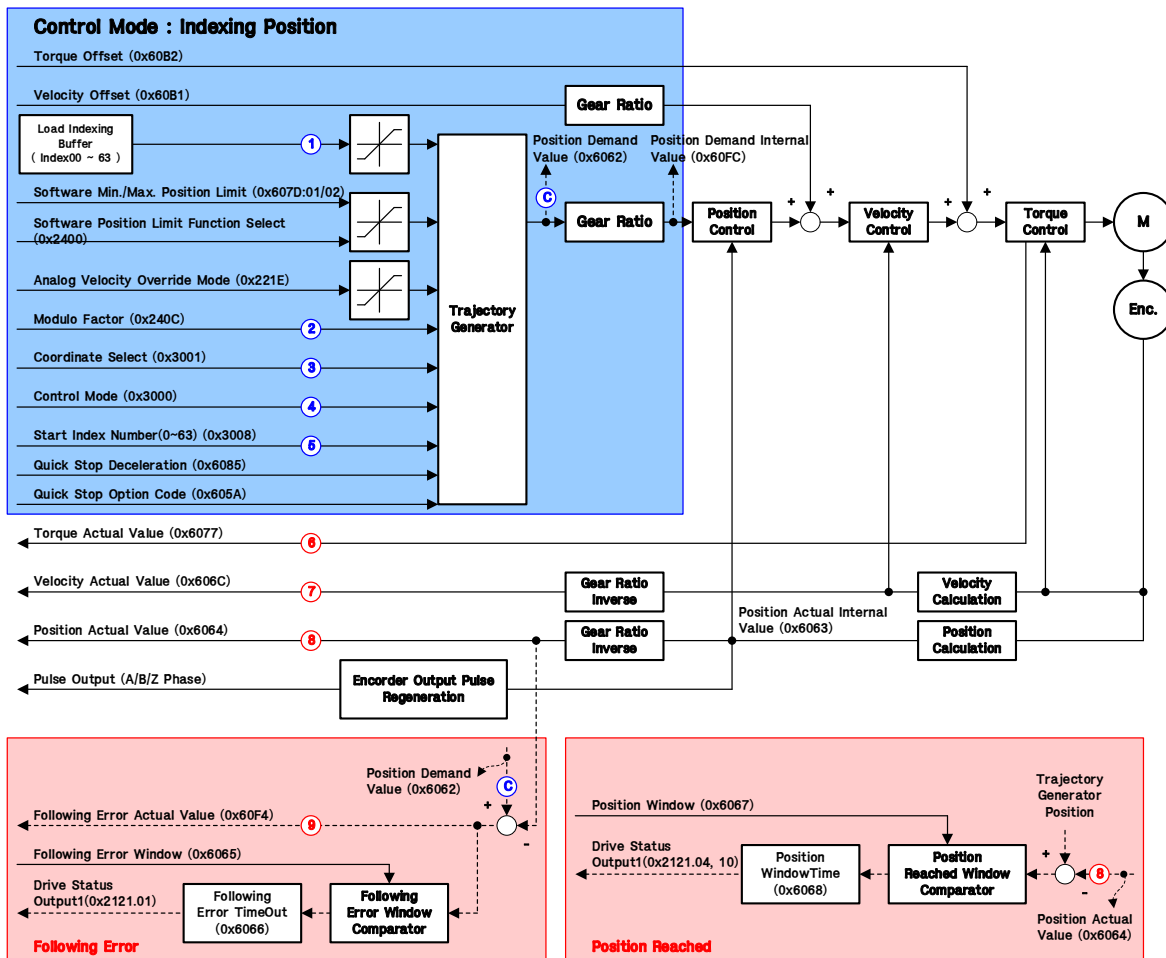 Control Mode : Indexing Position
Torque Offset (0x60B2)
Velocity Offset (0x60B1)
Gear Ratio
Load Indexing
Buffer
( Index00 ~ 63 )
1
Position Demand
Value (0x6062)
Position Demand Internal
Value (0x60FC)
Software Min./Max. Position Limit (0x607D:01/02)
Software Position Limit Function Select
(0x2400)
C
Gear Ratio
Position
Control
+
+
Velocity
Control
+
+
Torque
Control
M
Analog Velocity Override Mode (0x221E)
Trajectory
Generator
Enc.
Modulo Factor (0x240C)
2
Coordinate Select (0x3001)
3
Control Mode (0x3000)
4
Start Index Number(0~63) (0x3008)
5
Quick Stop Deceleration (0x6085)
Quick Stop Option Code (0x605A)
Torque Actual Value (0x6077)
6
Velocity Actual Value (0x606C)
7
Gear Ratio
Inverse
Velocity
Calculation
Position Actual Value (0x6064)
8
Gear Ratio
Inverse
Position Actual Internal
Value (0x6063)
Position
Calculation
Pulse Output (A/B/Z Phase)
Encorder Output Pulse
Regeneration
Position Demand
Value (0x6062)
C
+
-
Following Error Actual Value (0x60F4)
9
Following Error Window (0x6065)
Drive Status
Output1(0x2121.01)
Following
Error TimeOut
(0x6066)
Following
Error Window
Comparator
Following Error
Trajectory
Generator
Position
Position Window (0x6067)
Drive Status
Output1(0x2121.04, 10)
Position
WindowTime
(0x6068)
Position
Reached Window
Comparator
+
-
8
Position Actual
Value (0x6064)
Position Reached